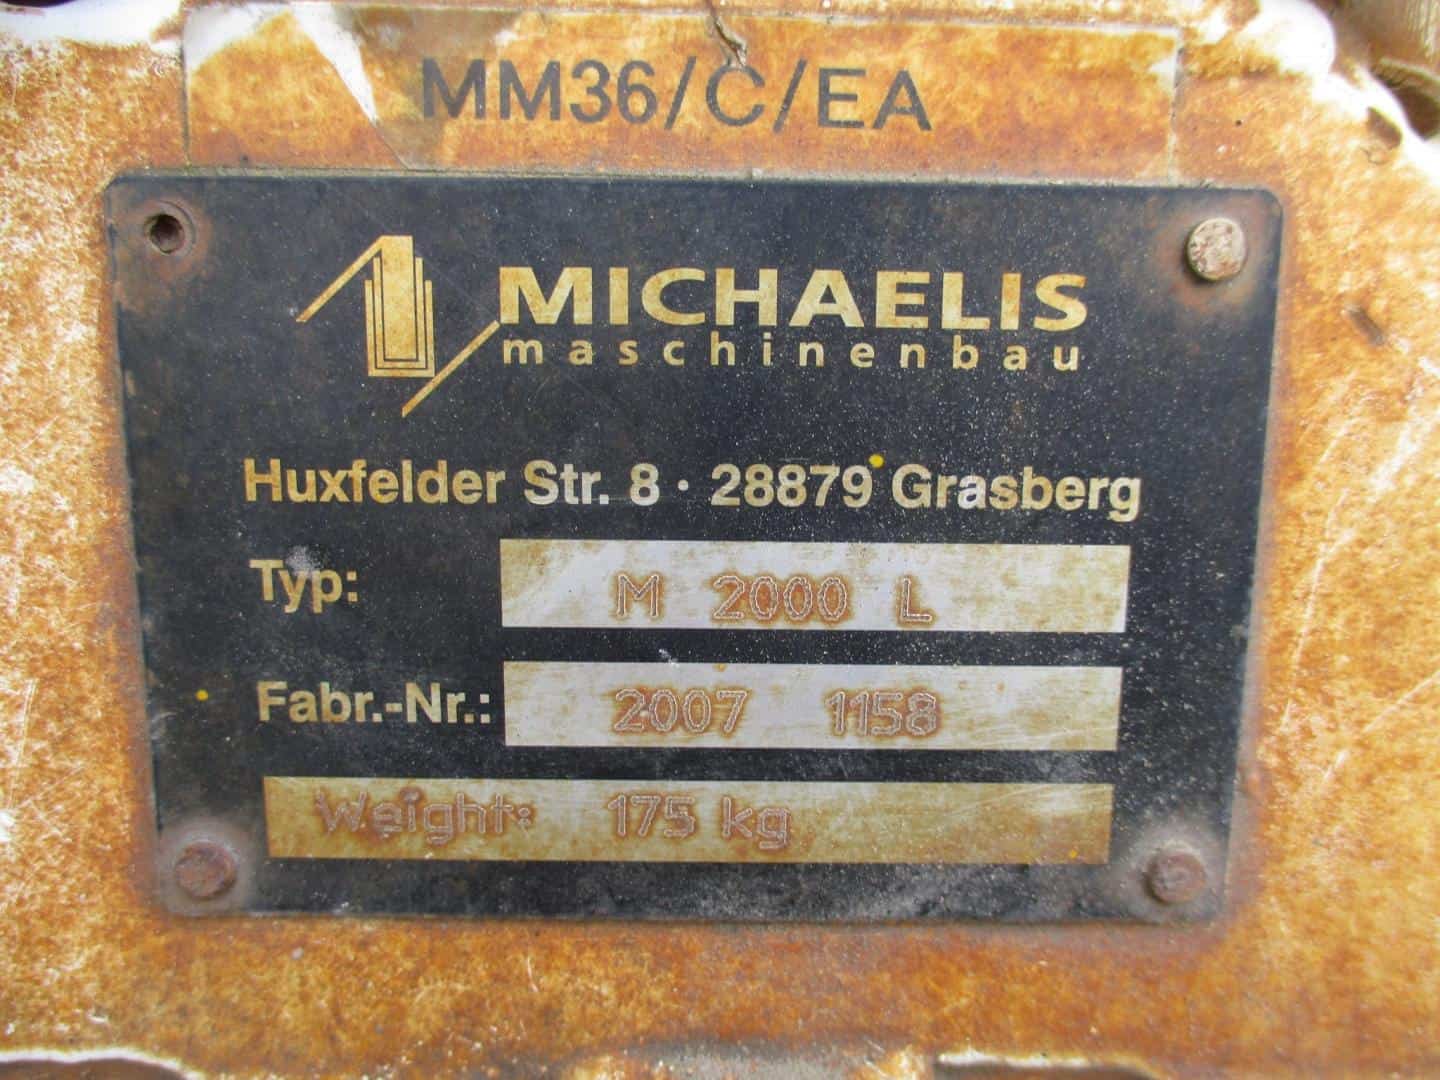 MM36/C/EA
MICHAELIS
maschinenbau
Huxfelder Str. 8 · 28879 Grasberg
Typ: M 2000 L
Fabr.-Nr.: 2007 1158
Weight: 175 kg